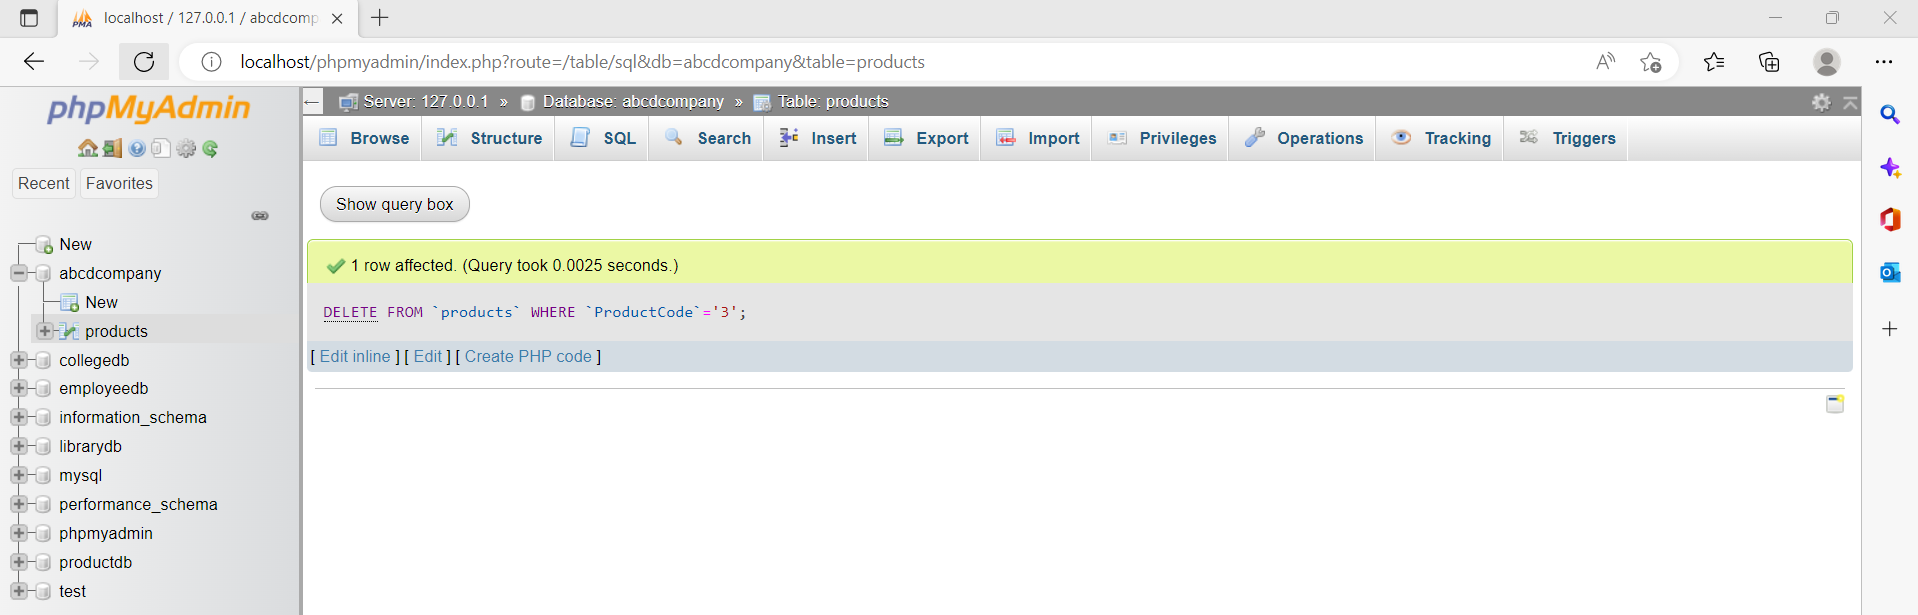 localhost / 127.0.0.1 / abcdcomp
localhost/phpmyadmin/index.php?route=/table/sql&db=abcdcompany&table=products
phpMyAdmin
Recent Favorites
New
abcdcompany
New
products
collegedb
employeedb
information_schema
librarydb
mysql
performance_schema
phpmyadmin
productdb
test
Server: 127.0.0.1 » Database: abcdcompany » Table: products
Browse Structure SQL Search Insert Export Import Privileges Operations Tracking Triggers
Show query box
1 row affected. (Query took 0.0025 seconds.)
DELETE FROM `products` WHERE `ProductCode`='3';
[ Edit inline ] [ Edit ] [ Create PHP code ]